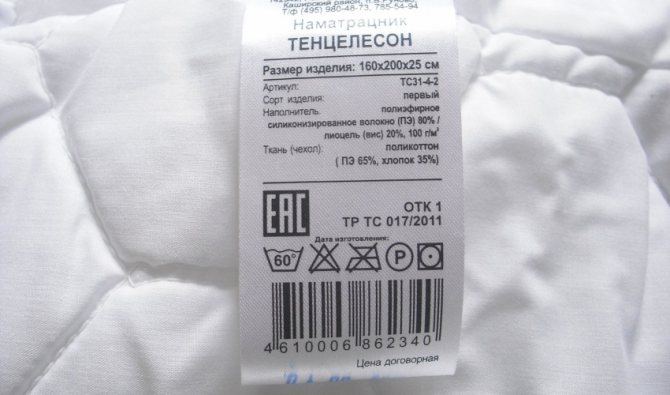 Каширский район,
Т/ф (495) 980-48-73, 785-54-94
Наматрацник
ТЕНЦЕЛЕСОН
Размер изделия: 160х200х25 см
Артикул: ТС31-4-2
Сорт изделия: первый
Наполнитель: полиэфирное
силиконизированное волокно (ПЭ) 80% /
лиоцель (вис) 20%, 100 г/м²
Ткань (чехол): поликоттон
( ПЭ 65%, хлопок 35%)
ЕАС
ОТК 1
ТР ТС 017/2011
Дата изготовления:
60°
P
4 610006 862340
Цена договорная